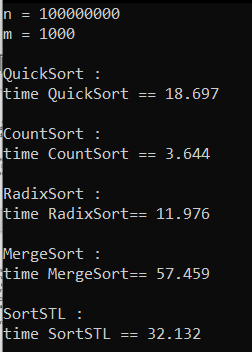 n = 100000000
m = 1000
QuickSort :
time QuickSort == 18.697
CountSort :
time CountSort == 3.644
RadixSort :
time RadixSort== 11.976
MergeSort :
time MergeSort== 57.459
SortSTL :
time SortSTL == 32.132